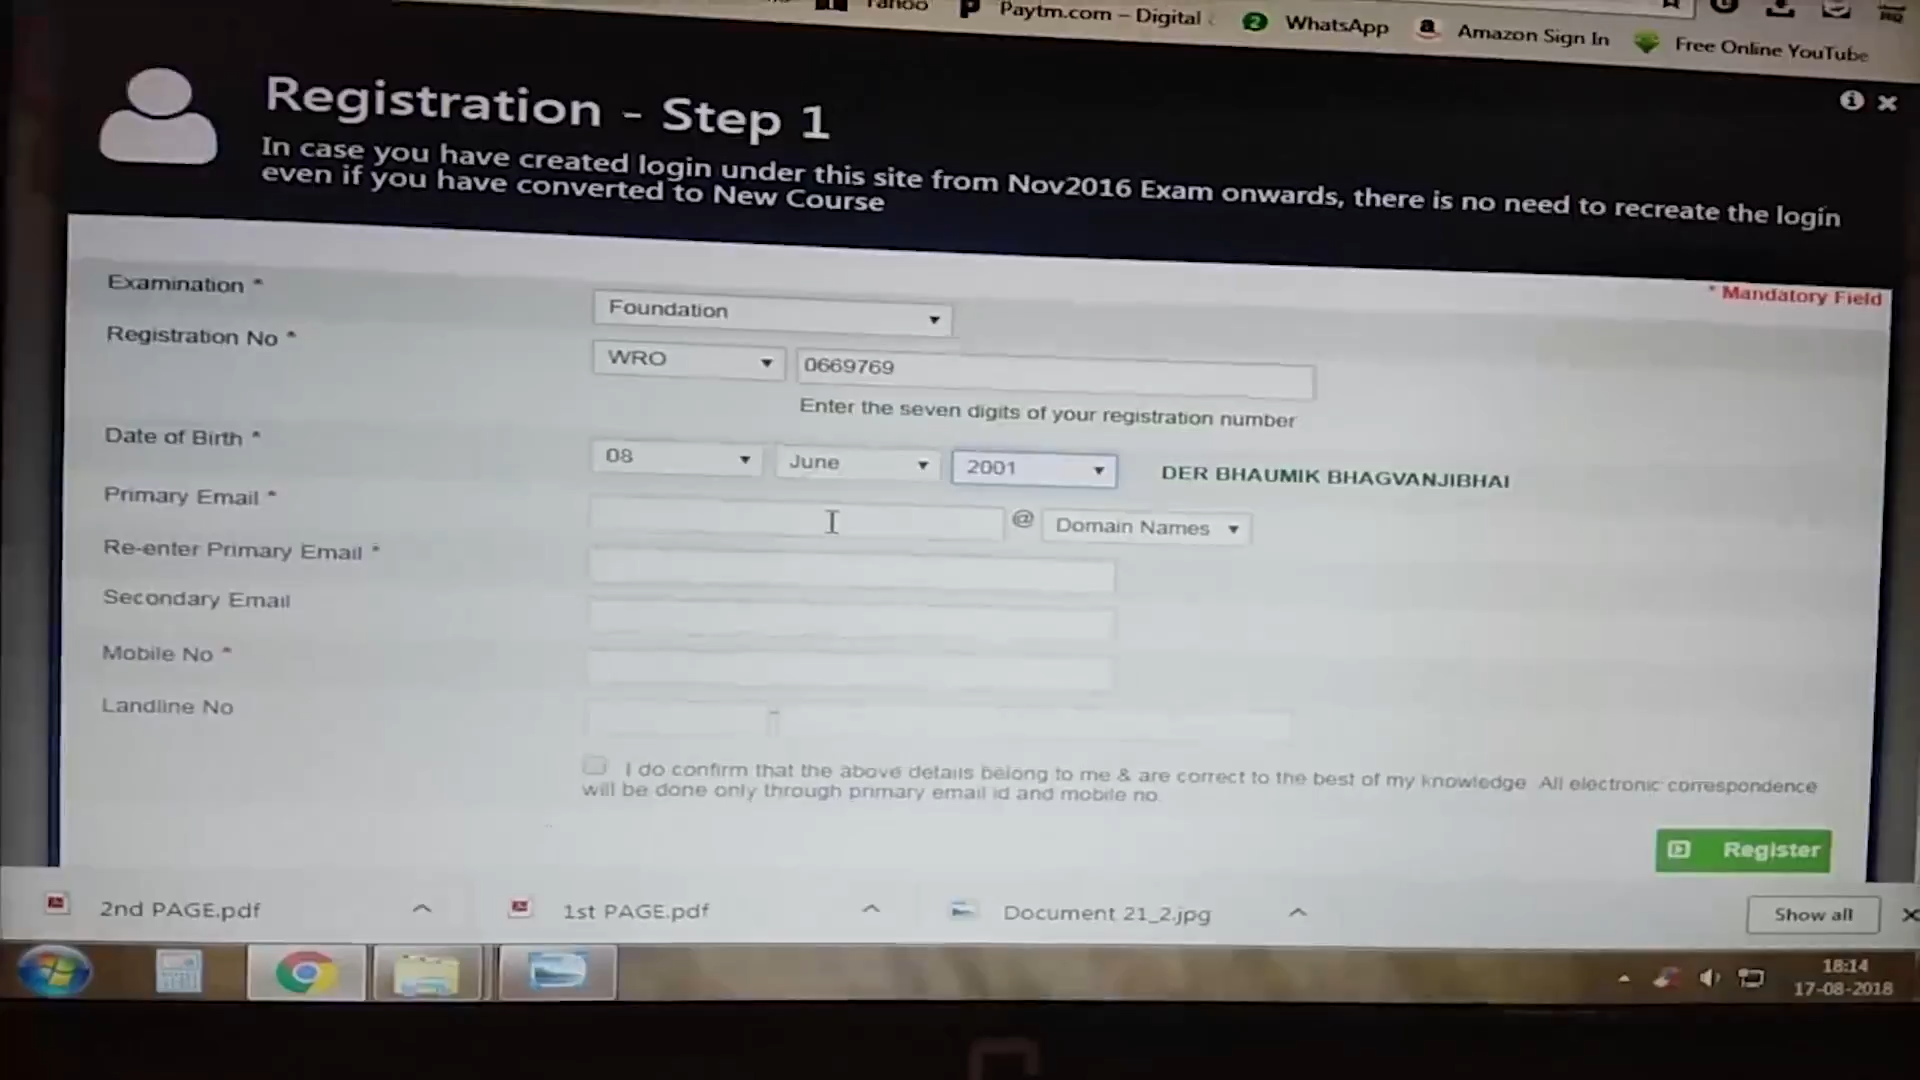 Yahoo
Paytm.com – Digital
WhatsApp
Amazon Sign In
Free Online YouTube
Registration - Step 1
In case you have created login under this site from Nov2016 Exam onwards, there is no need to recreate the login
even if you have converted to New Course
* Mandatory Field
Examination *
Foundation
Registration No *
WRO
0669769
Enter the seven digits of your registration number
Date of Birth *
08
June
2001
DER BHAUMIK BHAGVANJIBHAI
Primary Email *
@
Domain Names
Re-enter Primary Email *
Secondary Email
Mobile No *
Landline No
-
I do confirm that the above details belong to me & are correct to the best of my knowledge. All electronic correspondence
will be done only through primary email id and mobile no.
Register
2nd PAGE.pdf
1st PAGE.pdf
Document 21_2.jpg
Show all
18:14
17-08-2018